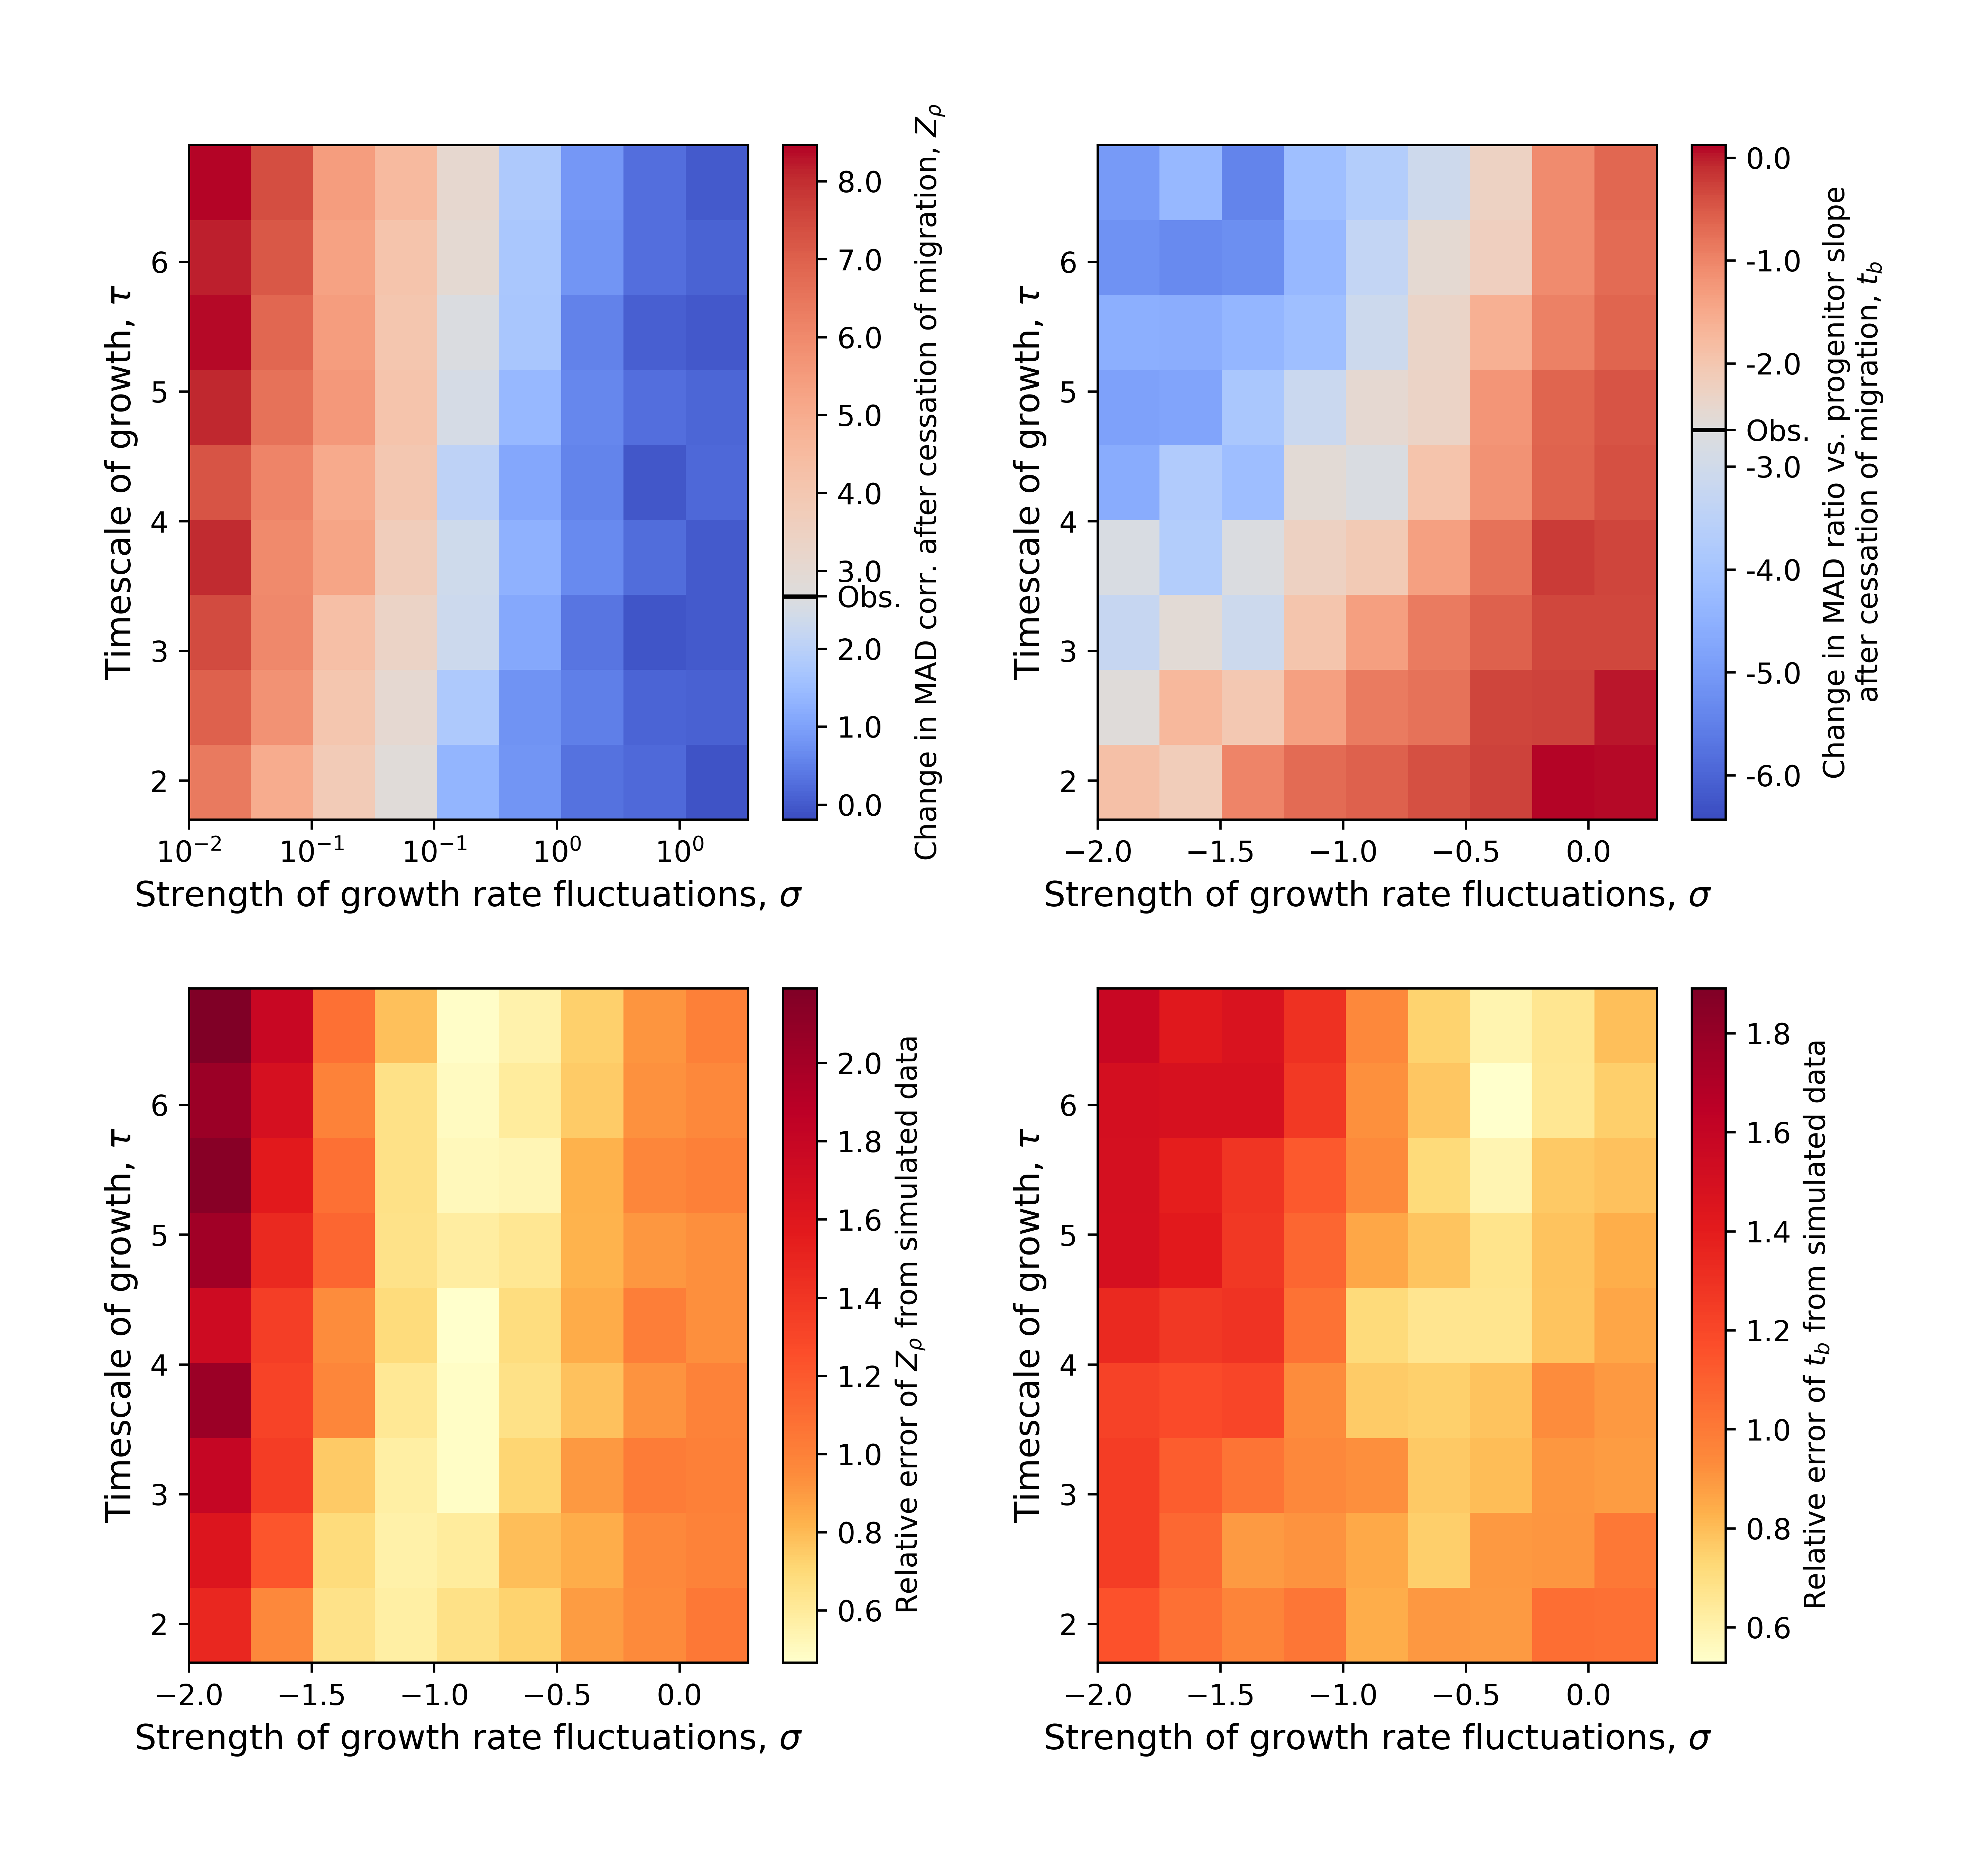 8.0
7.0
6.0
5.0
4.0
3.0
Obs.
2.0
1.0
0.0
6
5
4
3
2
10⁻² 10⁻¹ 10⁻¹ 10⁰ 10⁰
Timescale of growth, τ
Strength of growth rate fluctuations, σ
Change in MAD corr. after cessation of migration, Zρ
0.0
-1.0
-2.0
Obs.
-3.0
-4.0
-5.0
-6.0
6
5
4
3
2
−2.0 −1.5 −1.0 −0.5 0.0
Timescale of growth, τ
Strength of growth rate fluctuations, σ
Change in MAD ratio vs. progenitor slope
after cessation of migration, t_b
2.0
1.8
1.6
1.4
1.2
1.0
0.8
0.6
6
5
4
3
2
−2.0 −1.5 −1.0 −0.5 0.0
Timescale of growth, τ
Strength of growth rate fluctuations, σ
Relative error of Zρ from simulated data
1.8
1.6
1.4
1.2
1.0
0.8
0.6
6
5
4
3
2
−2.0 −1.5 −1.0 −0.5 0.0
Timescale of growth, τ
Strength of growth rate fluctuations, σ
Relative error of t_b from simulated data